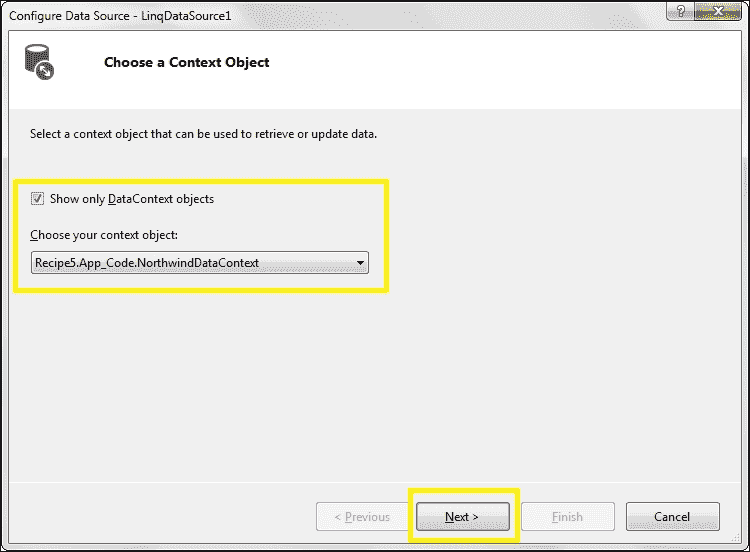 Configure Data Source - LinqDataSource1
?
Choose a Context Object
Select a context object that can be used to retrieve or update data.
Show only DataContext objects
Choose your context object:
Recipe5.App_Code.NorthwindDataContext
< Previous
Next >
Finish
Cancel